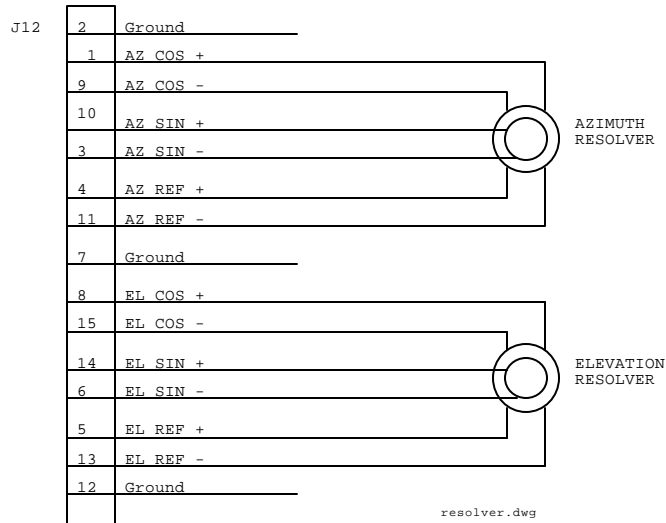 J12
2 Ground
1 AZ COS +
9 AZ COS -
10 AZ SIN +
3 AZ SIN -
4 AZ REF +
11 AZ REF -
AZIMUTH
RESOLVER
7 Ground
8 EL COS +
15 EL COS -
14 EL SIN +
6 EL SIN -
5 EL REF +
13 EL REF -
12 Ground
ELEVATION
RESOLVER
resolver.dwg